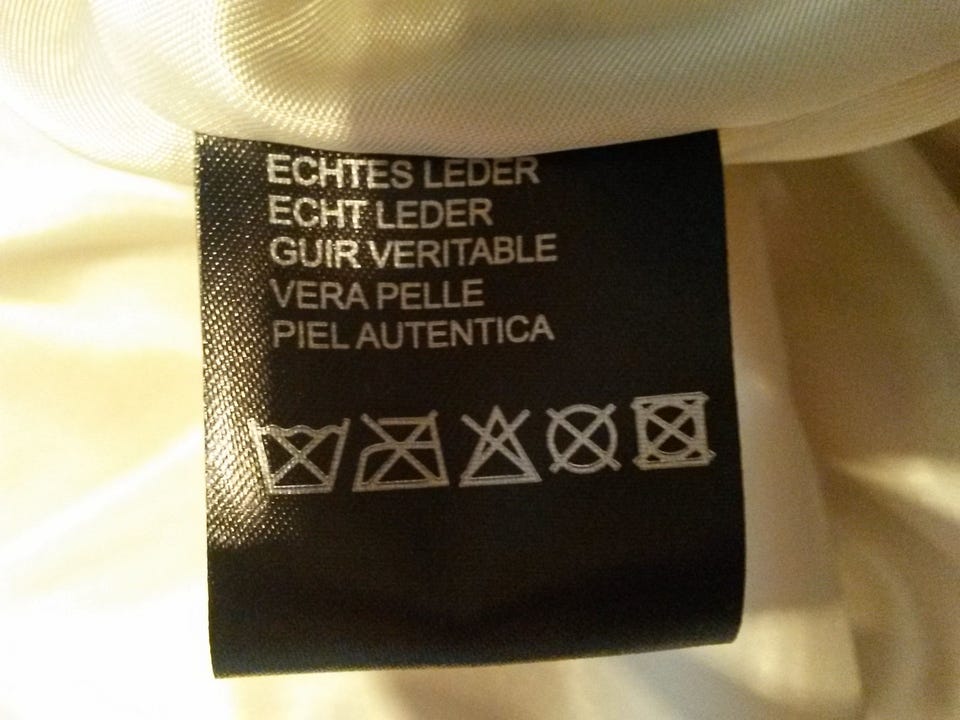 ECHTES LEDER
ECHT LEDER
GUIR VERITABLE
VERA PELLE
PIEL AUTENTICA